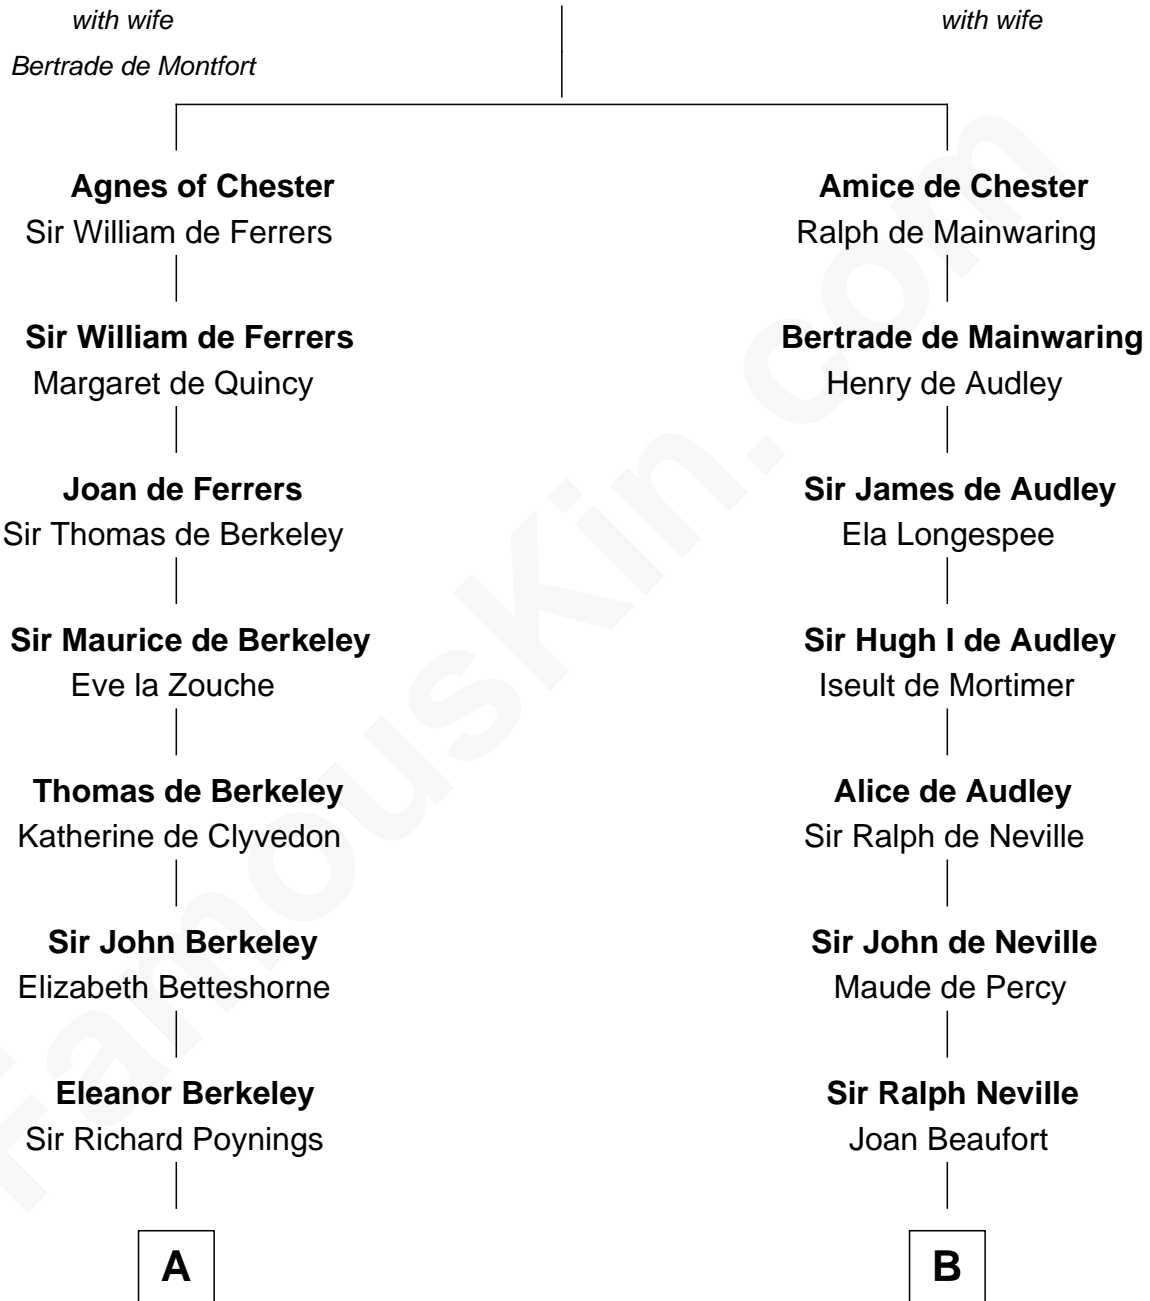 with wife
with wife
Bertrade de Montfort
Agnes of Chester
Sir William de Ferrers
Amice de Chester
Ralph de Mainwaring
Sir William de Ferrers
Margaret de Quincy
Bertrade de Mainwaring
Henry de Audley
Joan de Ferrers
Sir Thomas de Berkeley
Sir James de Audley
Ela Longespee
Sir Maurice de Berkeley
Eve la Zouche
Sir Hugh I de Audley
Iseult de Mortimer
Thomas de Berkeley
Katherine de Clyvedon
Alice de Audley
Sir Ralph de Neville
Sir John Berkeley
Elizabeth Betteshorne
Sir John de Neville
Maude de Percy
Eleanor Berkeley
Sir Richard Poynings
Sir Ralph Neville
Joan Beaufort
A
B
FamousKin.com